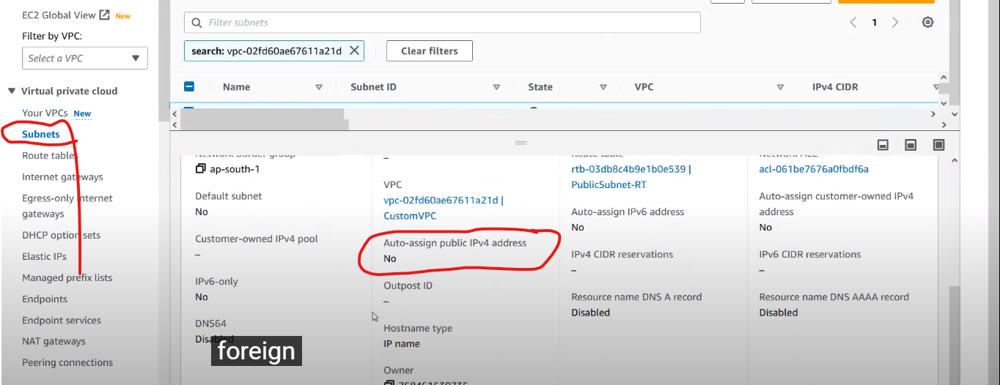 EC2 Global View New
Filter by VPC:
Select a VPC
Virtual private cloud
Your VPCs New
Subnets
Route tables
Internet gateways
Egress-only internet
gateways
DHCP option sets
Elastic IPs
Managed prefix lists
Endpoints
Endpoint services
NAT gateways
Peering connections
Filter subnets
1
search: vpc-02fd60ae67611a21d
Clear filters
Name Subnet ID State VPC IPv4 CIDR
Network border group
ap-south-1
Default subnet
No
Customer-owned IPv4 pool
–
IPv6-only
No
DNS64
Disabled
–
VPC
vpc-02fd60ae67611a21d |
CustomVPC
Auto-assign public IPv4 address
No
Outpost ID
–
Hostname type
IP name
Owner
768461530735
Route table
rtb-03db8c4b9e1b0e539 |
PublicSubnet-RT
Auto-assign IPv6 address
No
IPv4 CIDR reservations
–
Resource name DNS A record
Disabled
Network ACL
acl-061be7676a0fbdf6a
Auto-assign customer-owned IPv4
address
No
IPv6 CIDR reservations
–
Resource name DNS AAAA record
Disabled
foreign